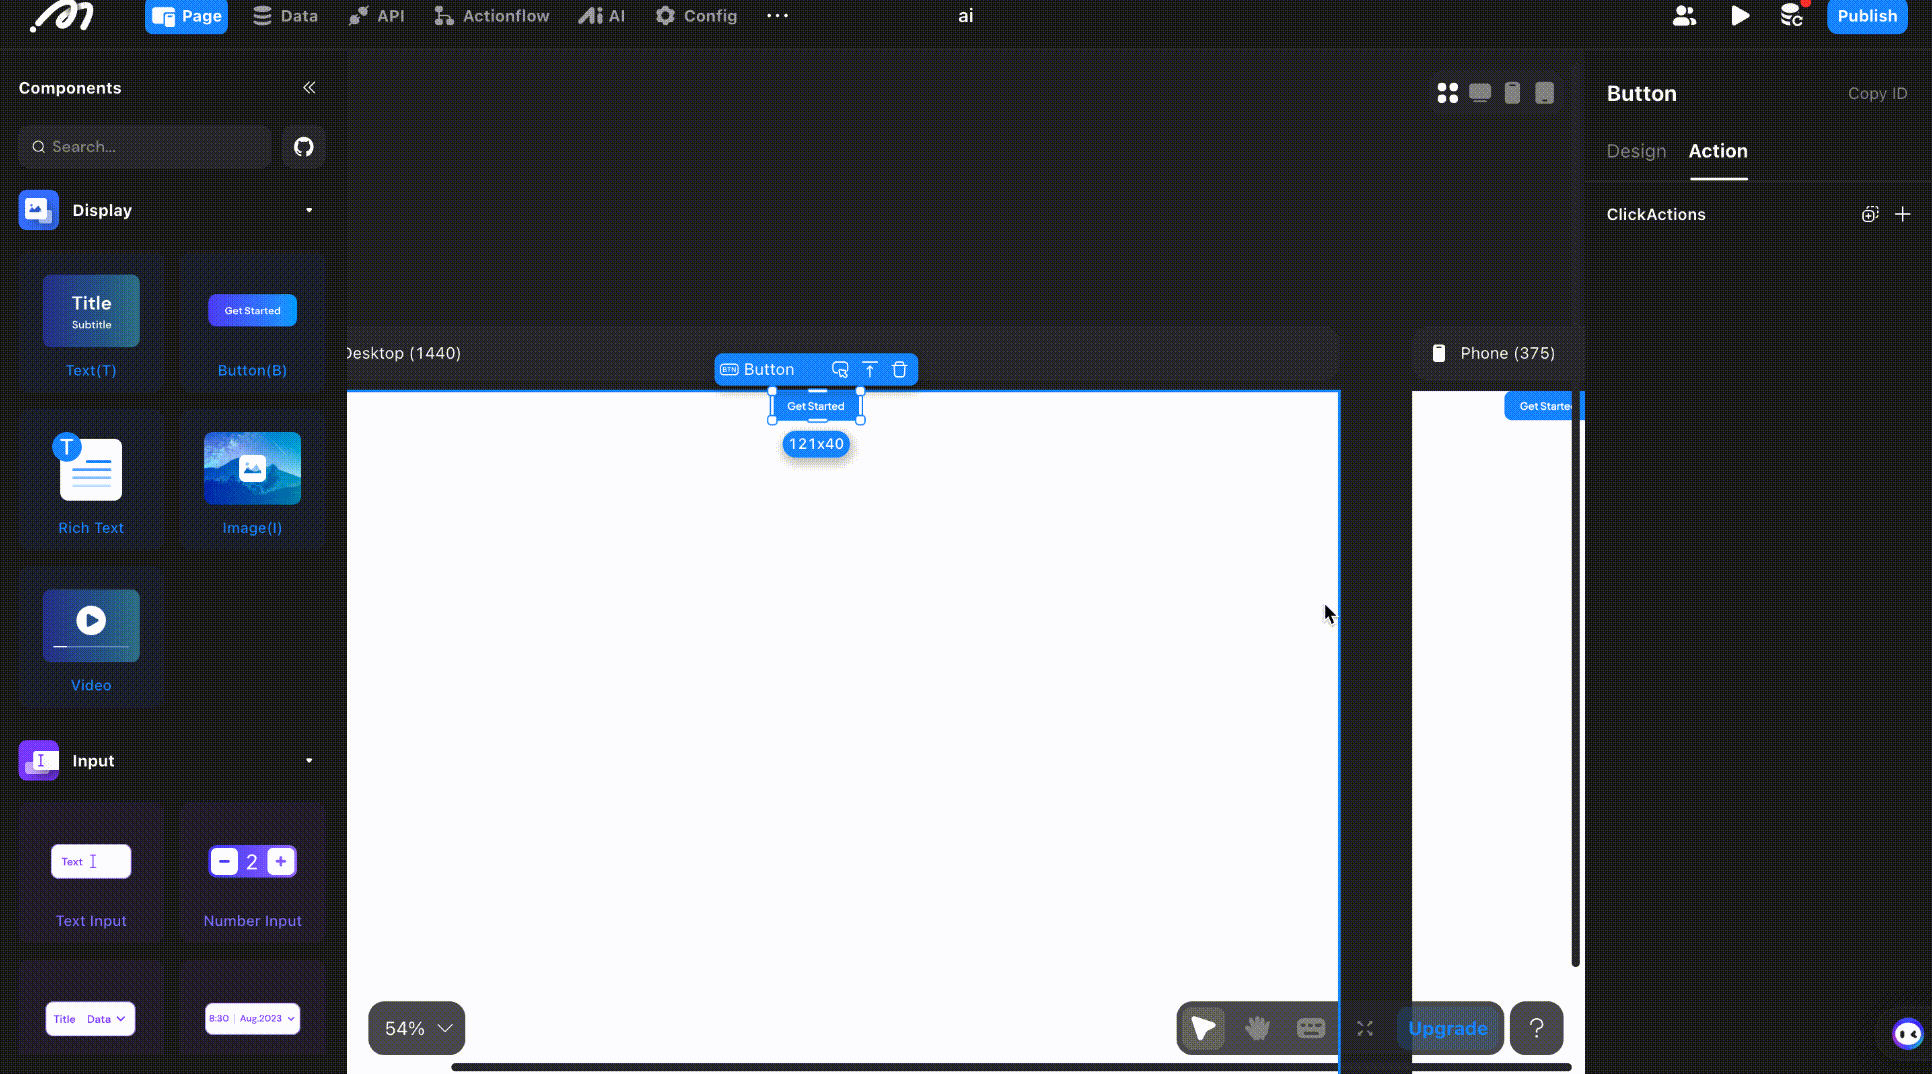 Page Data API Actionflow AI Config ai Publish
Components
Search...
Display
Title
Subtitle
Text(T)
Get Started
Button(B)
T
Rich Text
Image(I)
Video
Input
Text
Text Input
2
Number Input
Title Data
8:30 Aug.2023
Desktop (1440)
BTN Button
Get Started
121x40
Phone (375)
Get Starte
54%
Upgrade
?
Button Copy ID
Design Action
ClickActions